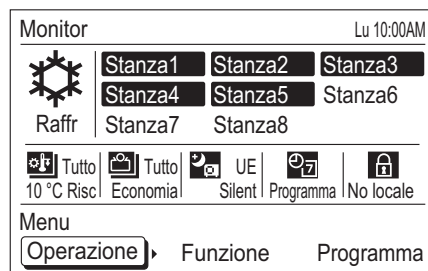 Monitor Lu 10:00AM
Stanza1 Stanza2 Stanza3
Stanza4 Stanza5 Stanza6
Raffr Stanza7 Stanza8
Tutto Tutto UE 7
10 °C Risc Economia Silent Programma No locale
Menu
Operazione Funzione Programma